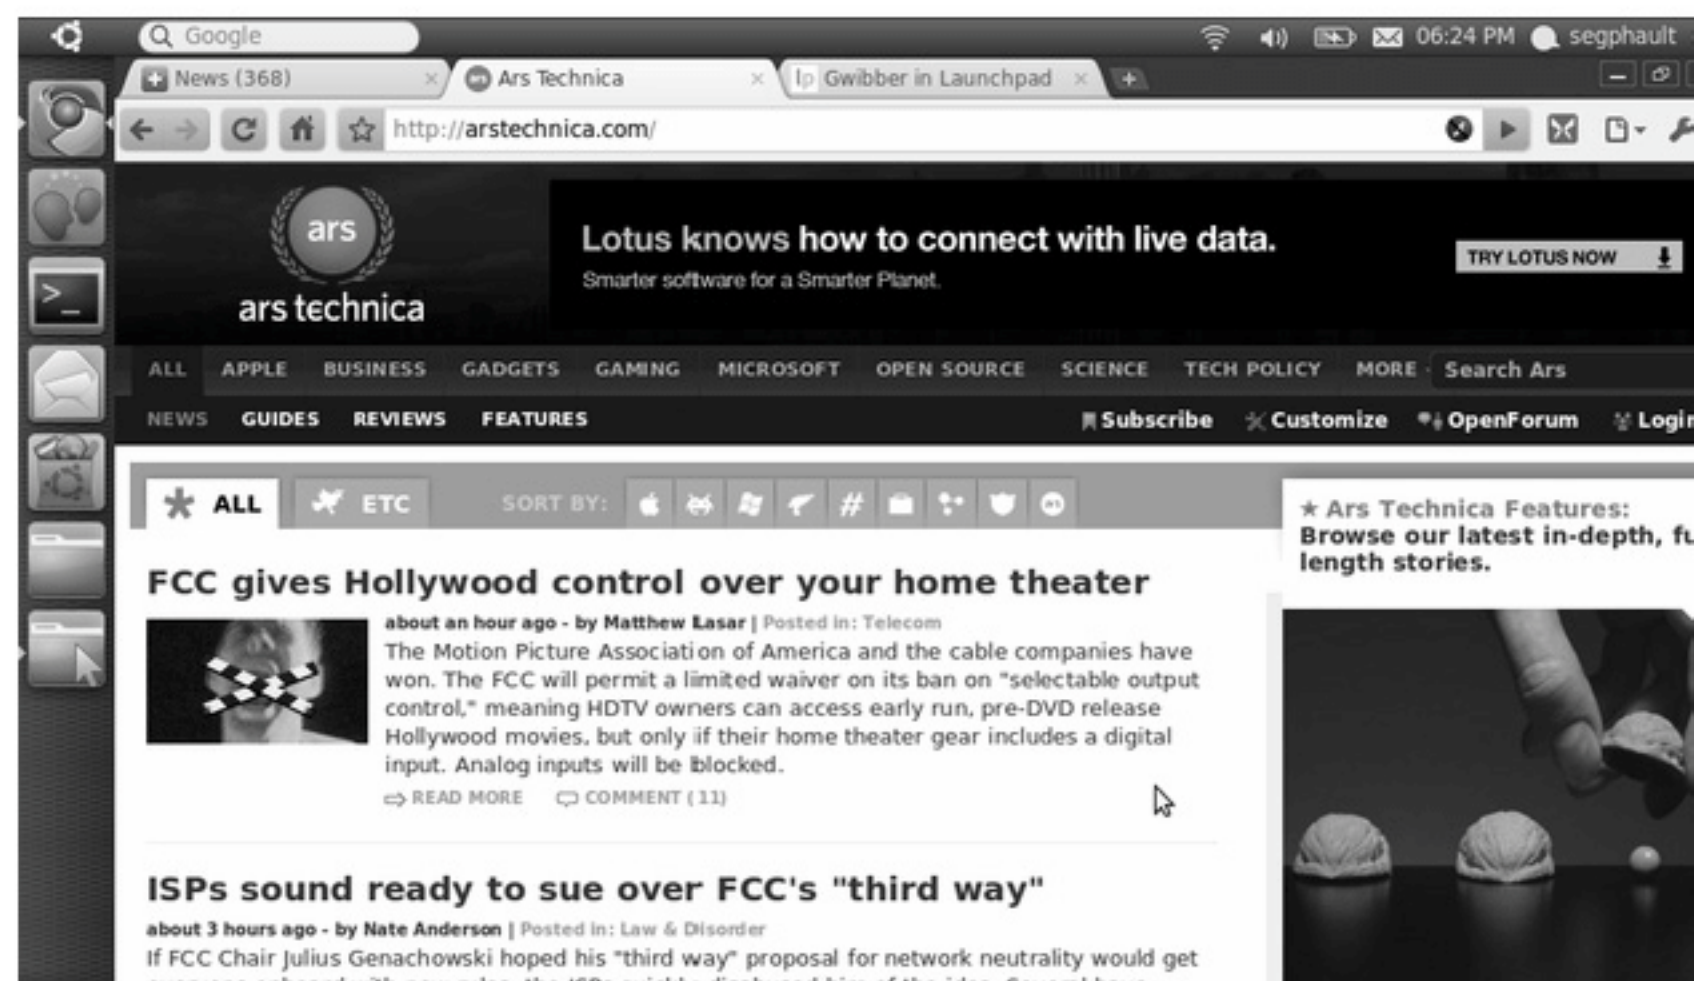 Google
06:24 PM segphault
News (368)
Ars Technica
lp Gwibber in Launchpad
http://arstechnica.com/
ars
ars technica
Lotus knows how to connect with live data.
Smarter software for a Smarter Planet.
TRY LOTUS NOW
ALL APPLE BUSINESS GADGETS GAMING MICROSOFT OPEN SOURCE SCIENCE TECH POLICY MORE Search Ars
NEWS GUIDES REVIEWS FEATURES Subscribe Customize OpenForum Login
ALL ETC SORT BY: #
★ Ars Technica Features:
Browse our latest in-depth, fu
length stories.
FCC gives Hollywood control over your home theater
about an hour ago - by Matthew Lasar | Posted in: Telecom
The Motion Picture Association of America and the cable companies have
won. The FCC will permit a limited waiver on its ban on "selectable output
control," meaning HDTV owners can access early run, pre-DVD release
Hollywood movies, but only if their home theater gear includes a digital
input. Analog inputs will be blocked.
READ MORE COMMENT (11)
ISPs sound ready to sue over FCC's "third way"
about 3 hours ago - by Nate Anderson | Posted in: Law & Disorder
If FCC Chair Julius Genachowski hoped his "third way" proposal for network neutrality would get